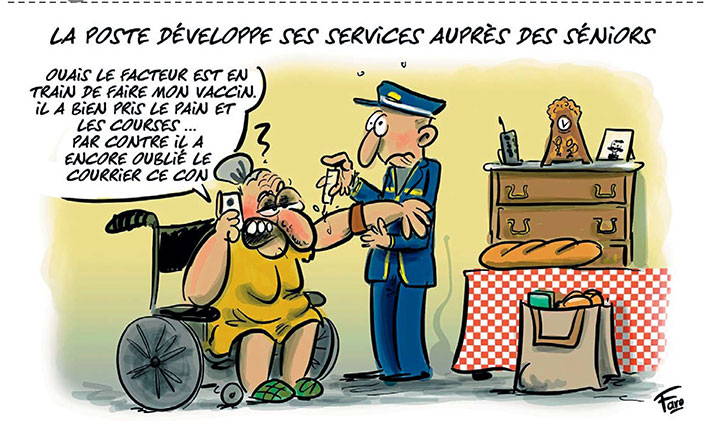 LA POSTE DÉVELOPPE SES SERVICES AUPRÈS DES SÉNIORS
OUAIS LE FACTEUR EST EN
TRAIN DE FAIRE MON VACCIN.
IL A BIEN PRIS LE PAIN ET
LES COURSES ...
PAR CONTRE IL A
ENCORE OUBLIÉ LE
COURRIER CE CON
?
Faro